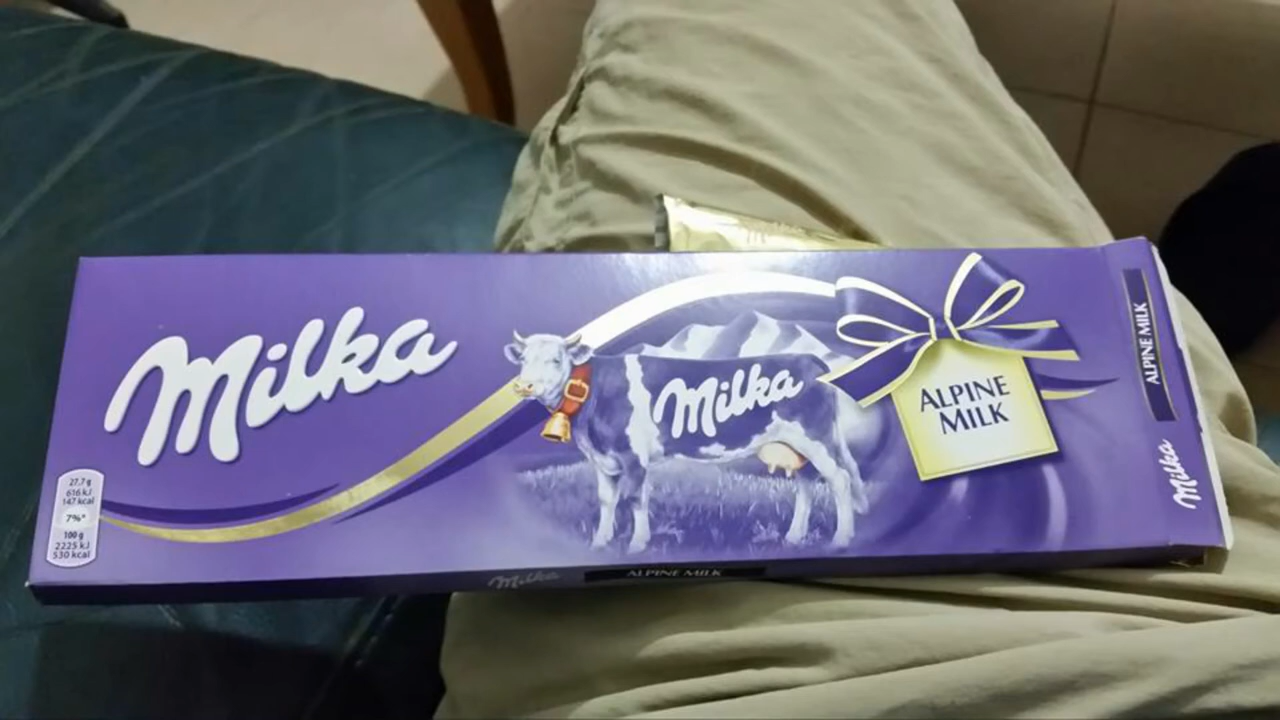 Milka
Milka
ALPINE
MILK
ALPINE MILK
Milka
27,7 g
616 kJ
147 kcal
7%*
100 g
2225 kJ
530 kcal
Milka
ALPINE MILK